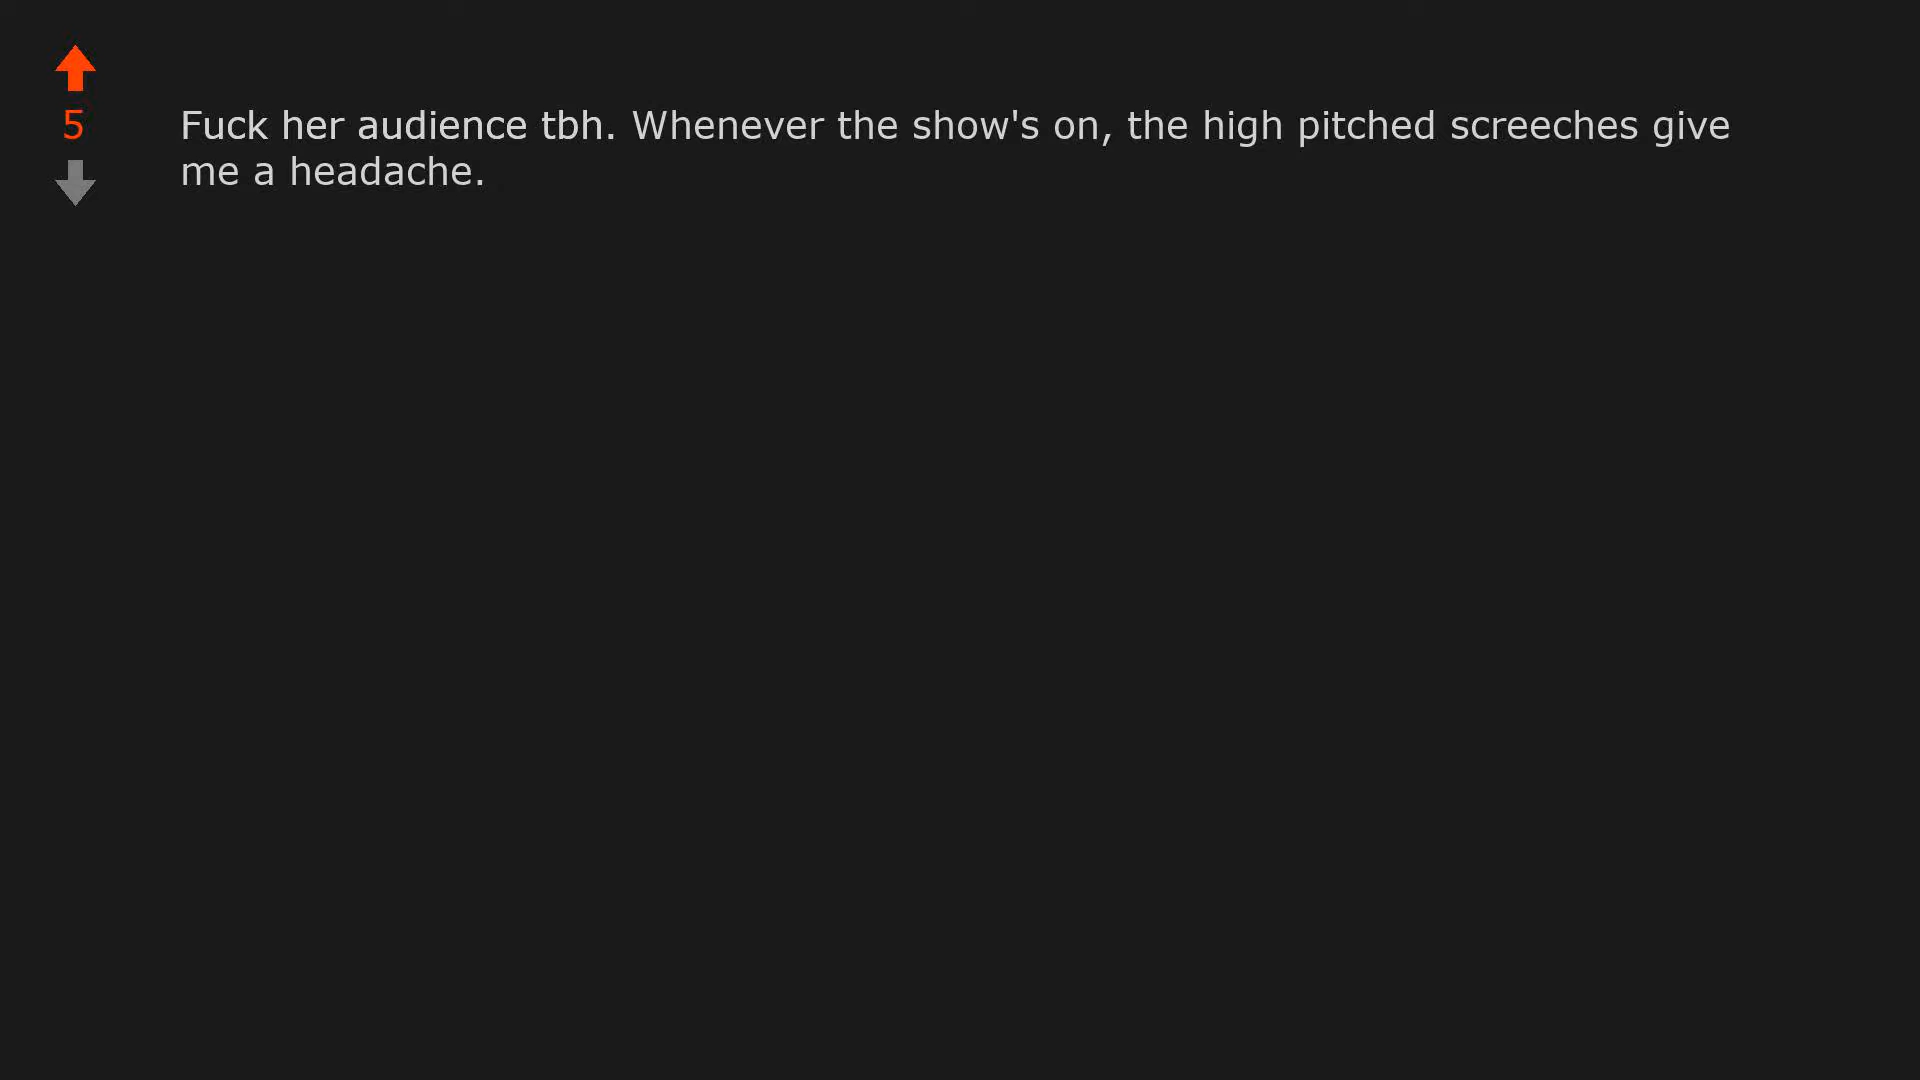 5
Fuck her audience tbh. Whenever the show's on, the high pitched screeches give
me a headache.